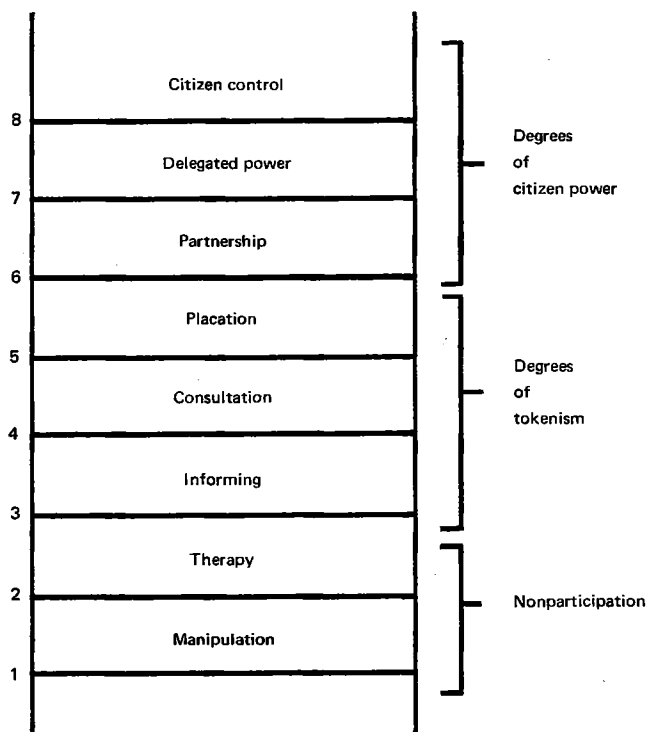 Citizen control
8
Delegated power
7
Partnership
6
Placation
5
Consultation
4
Informing
3
Therapy
2
Manipulation
1
Degrees
of
citizen power
Degrees
of
tokenism
Nonparticipation